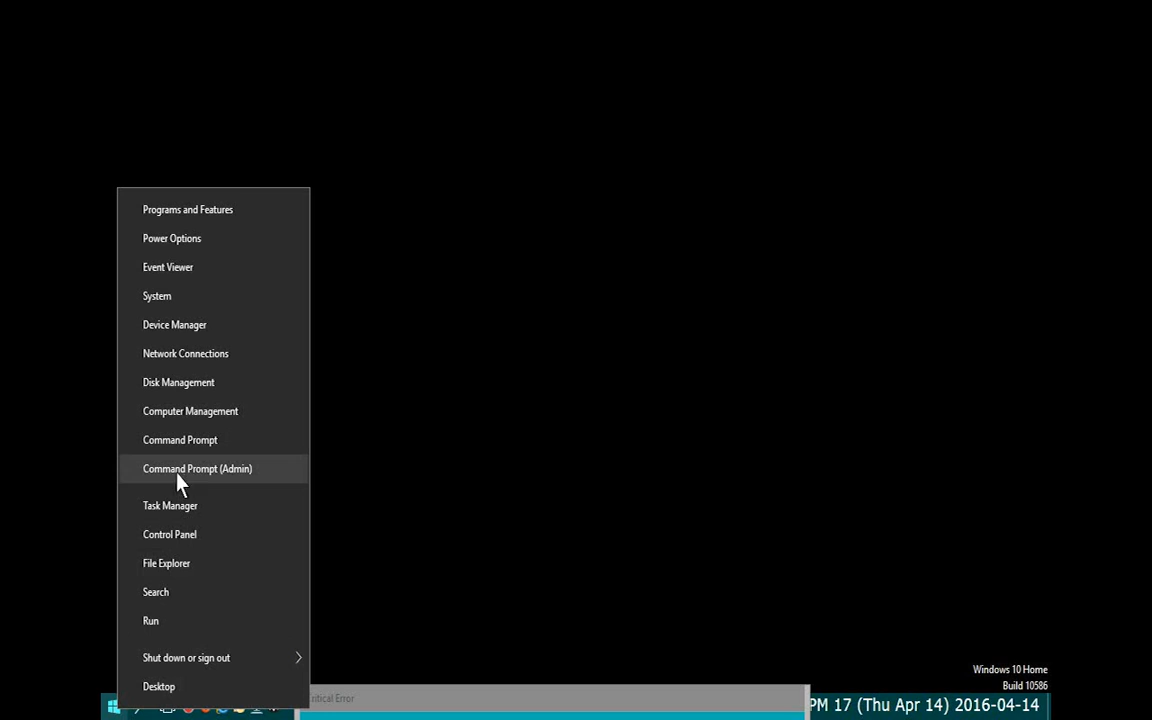 Programs and Features
Power Options
Event Viewer
System
Device Manager
Network Connections
Disk Management
Computer Management
Command Prompt
Command Prompt (Admin)
Task Manager
Control Panel
File Explorer
Search
Run
Shut down or sign out
Desktop
Critical Error
Windows 10 Home
Build 10586
PM 17 (Thu Apr 14) 2016-04-14